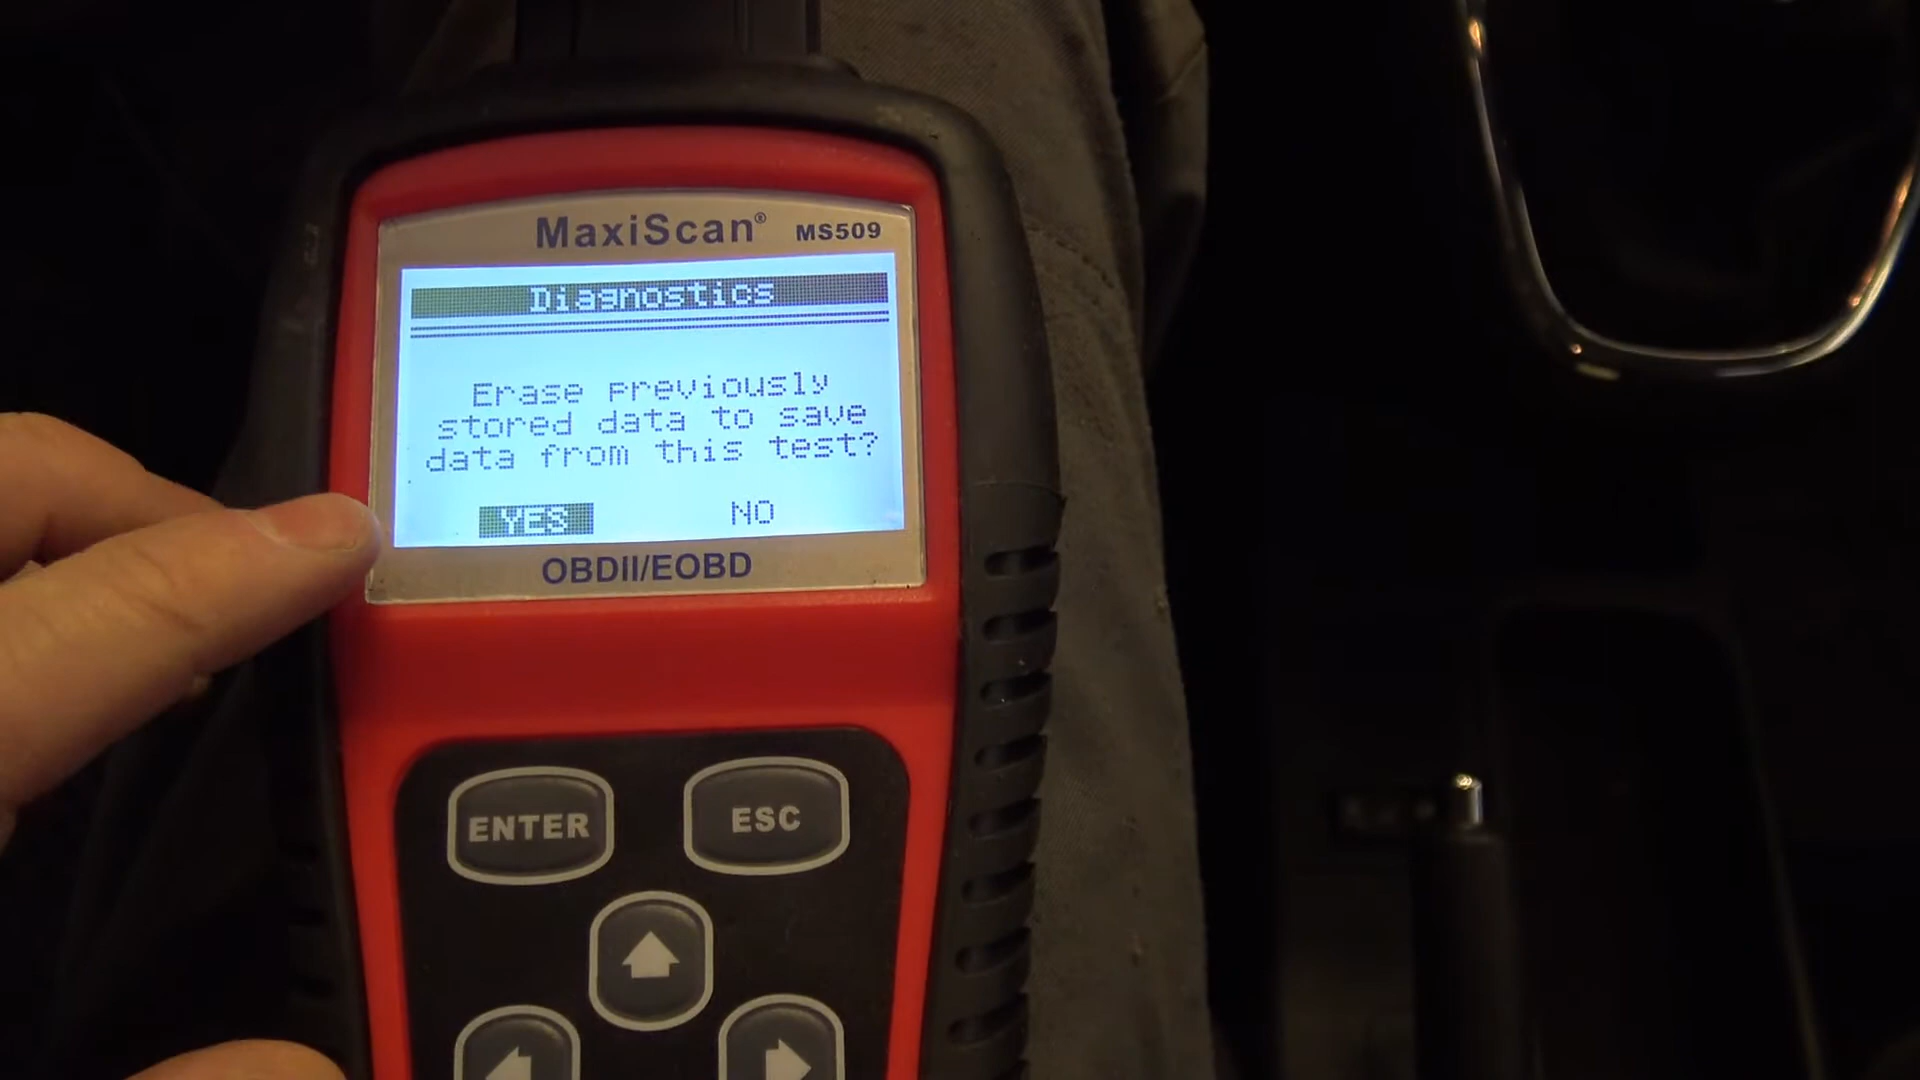 MaxiScan® MS509
Diagnostics
Erase previously
stored data to save
data from this test?
YES NO
OBDII/EOBD
ENTER ESC